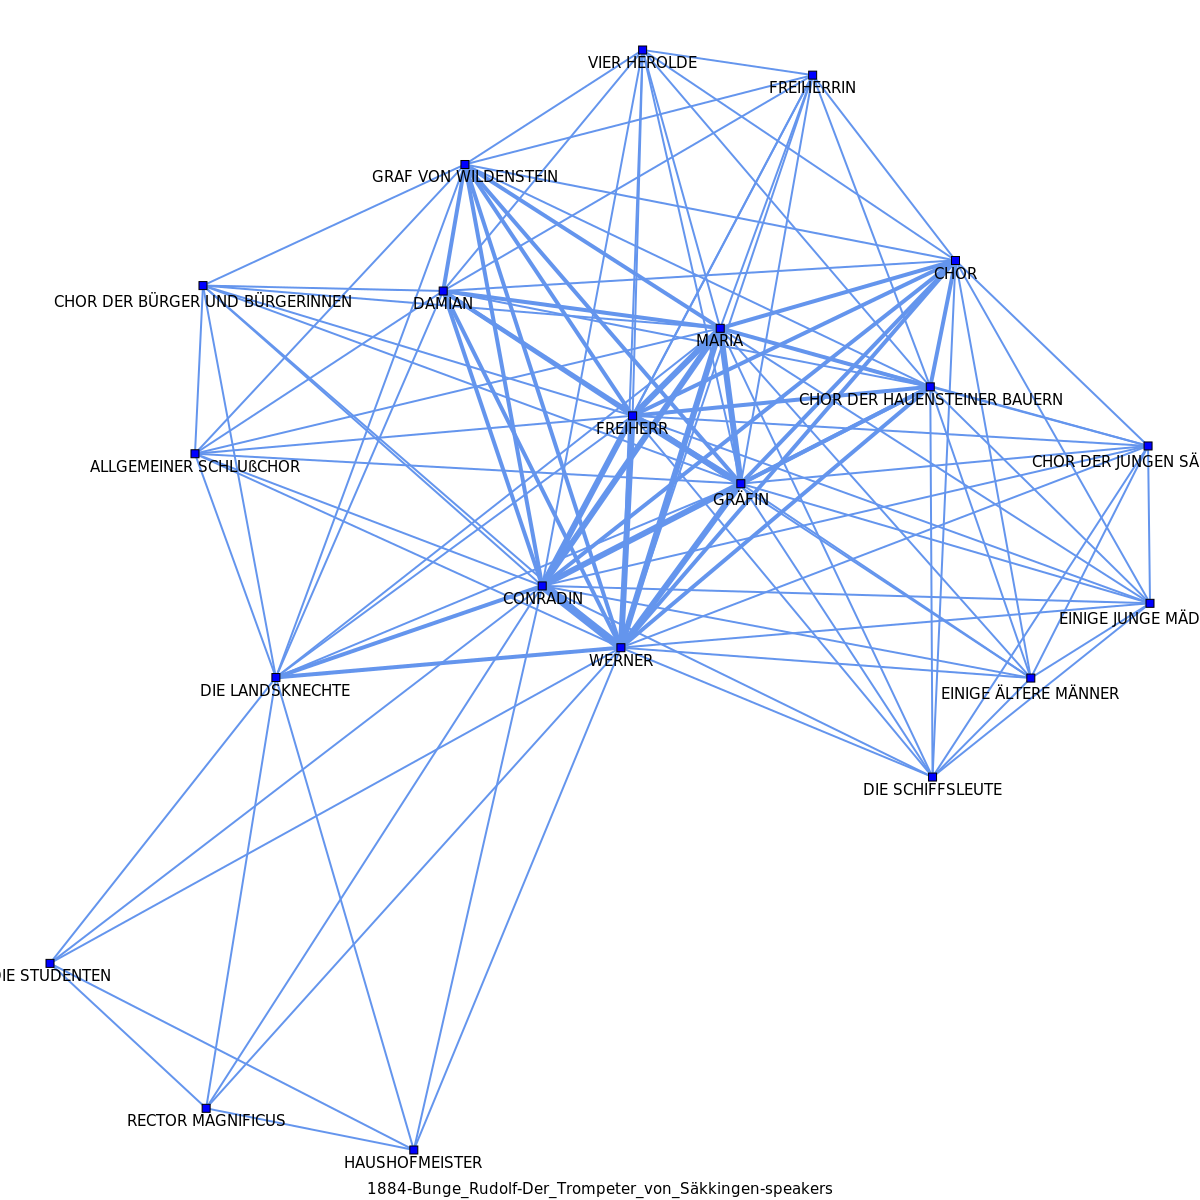 VIER HEROLDE
FREIHERRIN
GRAF VON WILDENSTEIN
CHOR
CHOR DER BÜRGER UND BÜRGERINNEN
DAMIAN
MARIA
CHOR DER HAUENSTEINER BAUERN
FREIHERR
CHOR DER JUNGEN SÄ
ALLGEMEINER SCHLUßCHOR
GRÄFIN
CONRADIN
EINIGE JUNGE MÄD
WERNER
DIE LANDSKNECHTE
EINIGE ÄLTERE MÄNNER
DIE SCHIFFSLEUTE
IE STUDENTEN
RECTOR MAGNIFICUS
HAUSHOFMEISTER
1884-Bunge_Rudolf-Der_Trompeter_von_Säkkingen-speakers